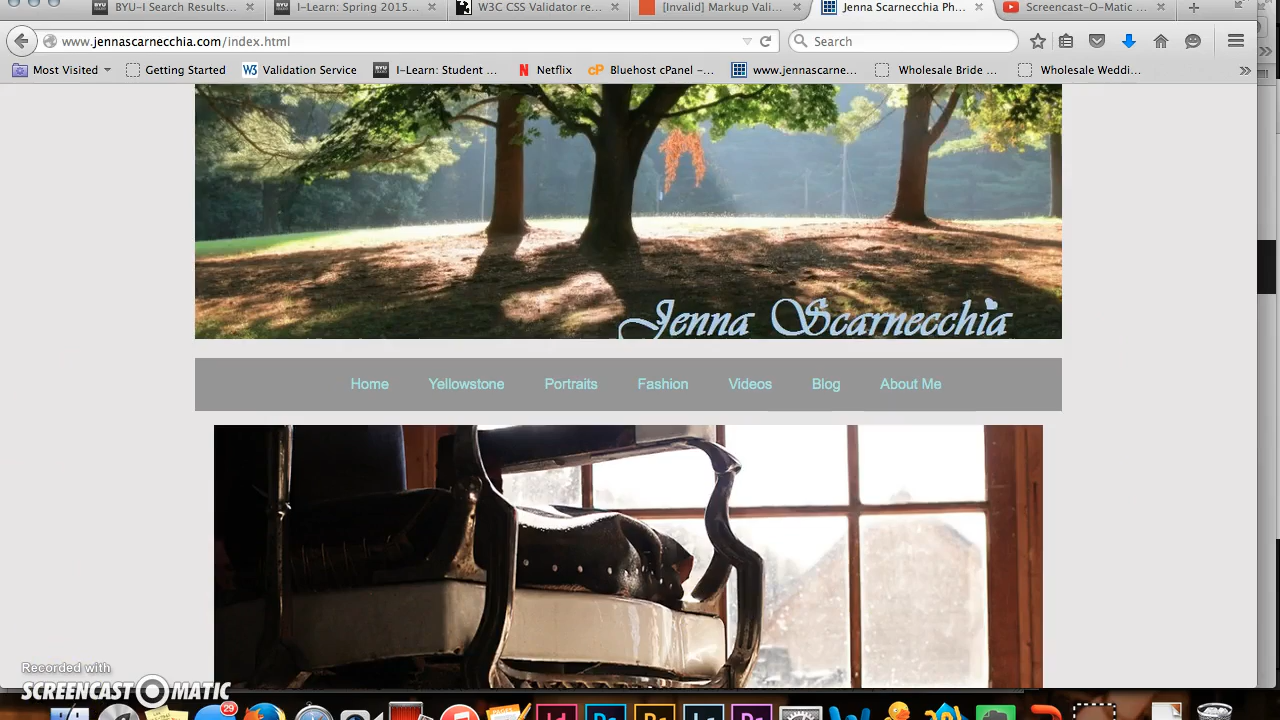 BYU-I Search Results...
I-Learn: Spring 2015...
W3C CSS Validator re...
[Invalid] Markup Vali...
Jenna Scarnecchia Ph...
Screencast-O-Matic ...
www.jennascarnecchia.com/index.html
Search
Most Visited
Getting Started
W3 Validation Service
I-Learn: Student ...
N Netflix
cP Bluehost cPanel -...
www.jennascarne...
Wholesale Bride ...
Wholesale Weddi...
Jenna Scarnecchia
Home
Yellowstone
Portraits
Fashion
Videos
Blog
About Me
Recorded with
SCREENCAST-O-MATIC
29